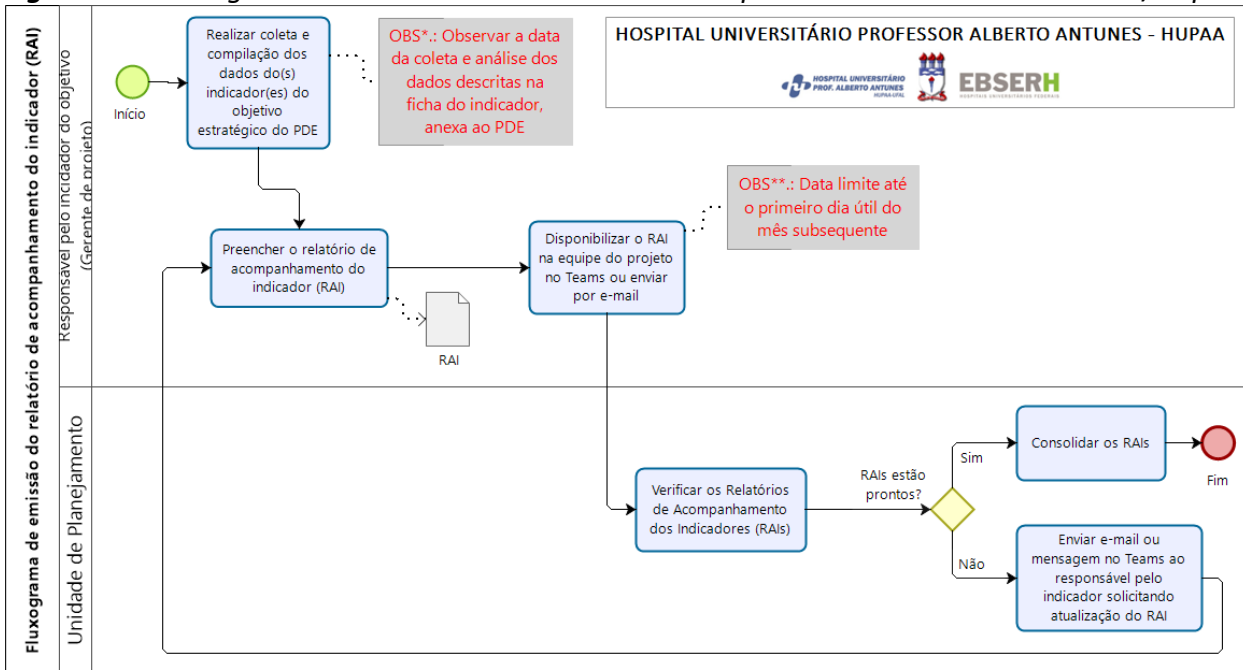 Fluxograma de emissão do relatório de acompanhamento do indicador (RAI)
Responsável pelo incidador do objetivo
(Gerente de projeto)
Início
Realizar coleta e
compilação dos
dados do(s)
indicador(es) do
objetivo
estratégico do PDE
OBS*.: Observar a data
da coleta e análise dos
dados descritas na
ficha do indicador,
anexa ao PDE
HOSPITAL UNIVERSITÁRIO PROFESSOR ALBERTO ANTUNES - HUPAA
HOSPITAL UNIVERSITÁRIO
PROF. ALBERTO ANTUNES
HUPAA-UFAL
EBSERH
HOSPITAIS UNIVERSITÁRIOS FEDERAIS
OBS**.: Data limite até
o primeiro dia útil do
mês subsequente
Preencher o relatório de
acompanhamento do
indicador (RAI)
Disponibilizar o RAI
na equipe do projeto
no Teams ou enviar
por e-mail
RAI
Unidade de Planejamento
Verificar os Relatórios
de Acompanhamento
dos Indicadores (RAIs)
RAIs estão
prontos?
Sim
Consolidar os RAIs
Fim
Não
Enviar e-mail ou
mensagem no Teams ao
responsável pelo
indicador solicitando
atualização do RAI